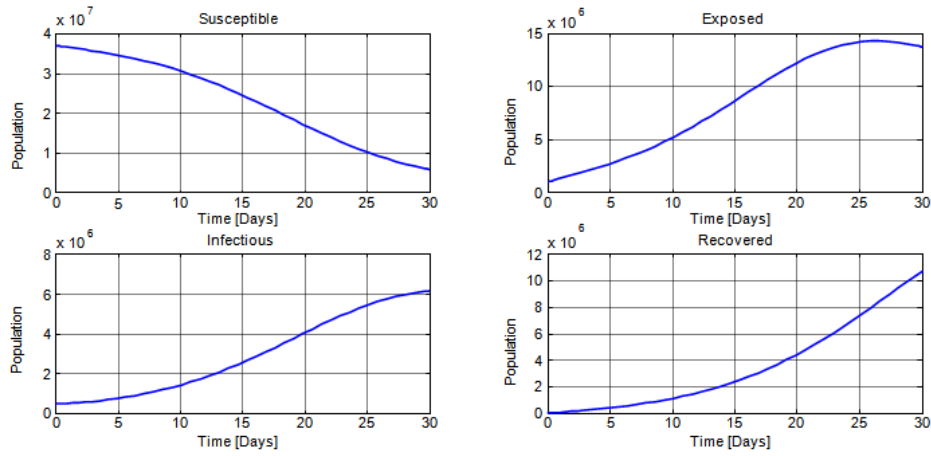 Susceptible
x 10^7
4
3
2
1
0
Population
0 5 10 15 20 25 30
Time [Days]
Exposed
x 10^6
15
10
5
0
Population
0 5 10 15 20 25 30
Time [Days]
Infectious
x 10^6
8
6
4
2
0
Population
0 5 10 15 20 25 30
Time [Days]
Recovered
x 10^6
12
10
8
6
4
2
0
Population
0 5 10 15 20 25 30
Time [Days]